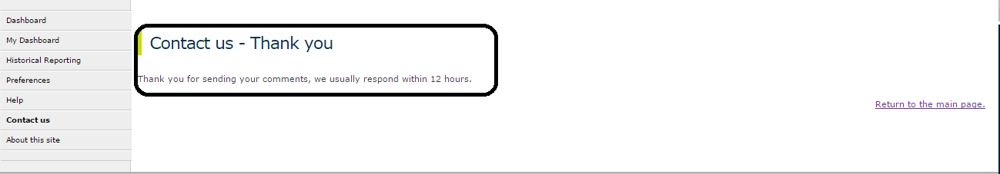 Dashboard
My Dashboard
Historical Reporting
Preferences
Help
Contact us
About this site
Contact us - Thank you
Thank you for sending your comments, we usually respond within 12 hours.
Return to the main page.